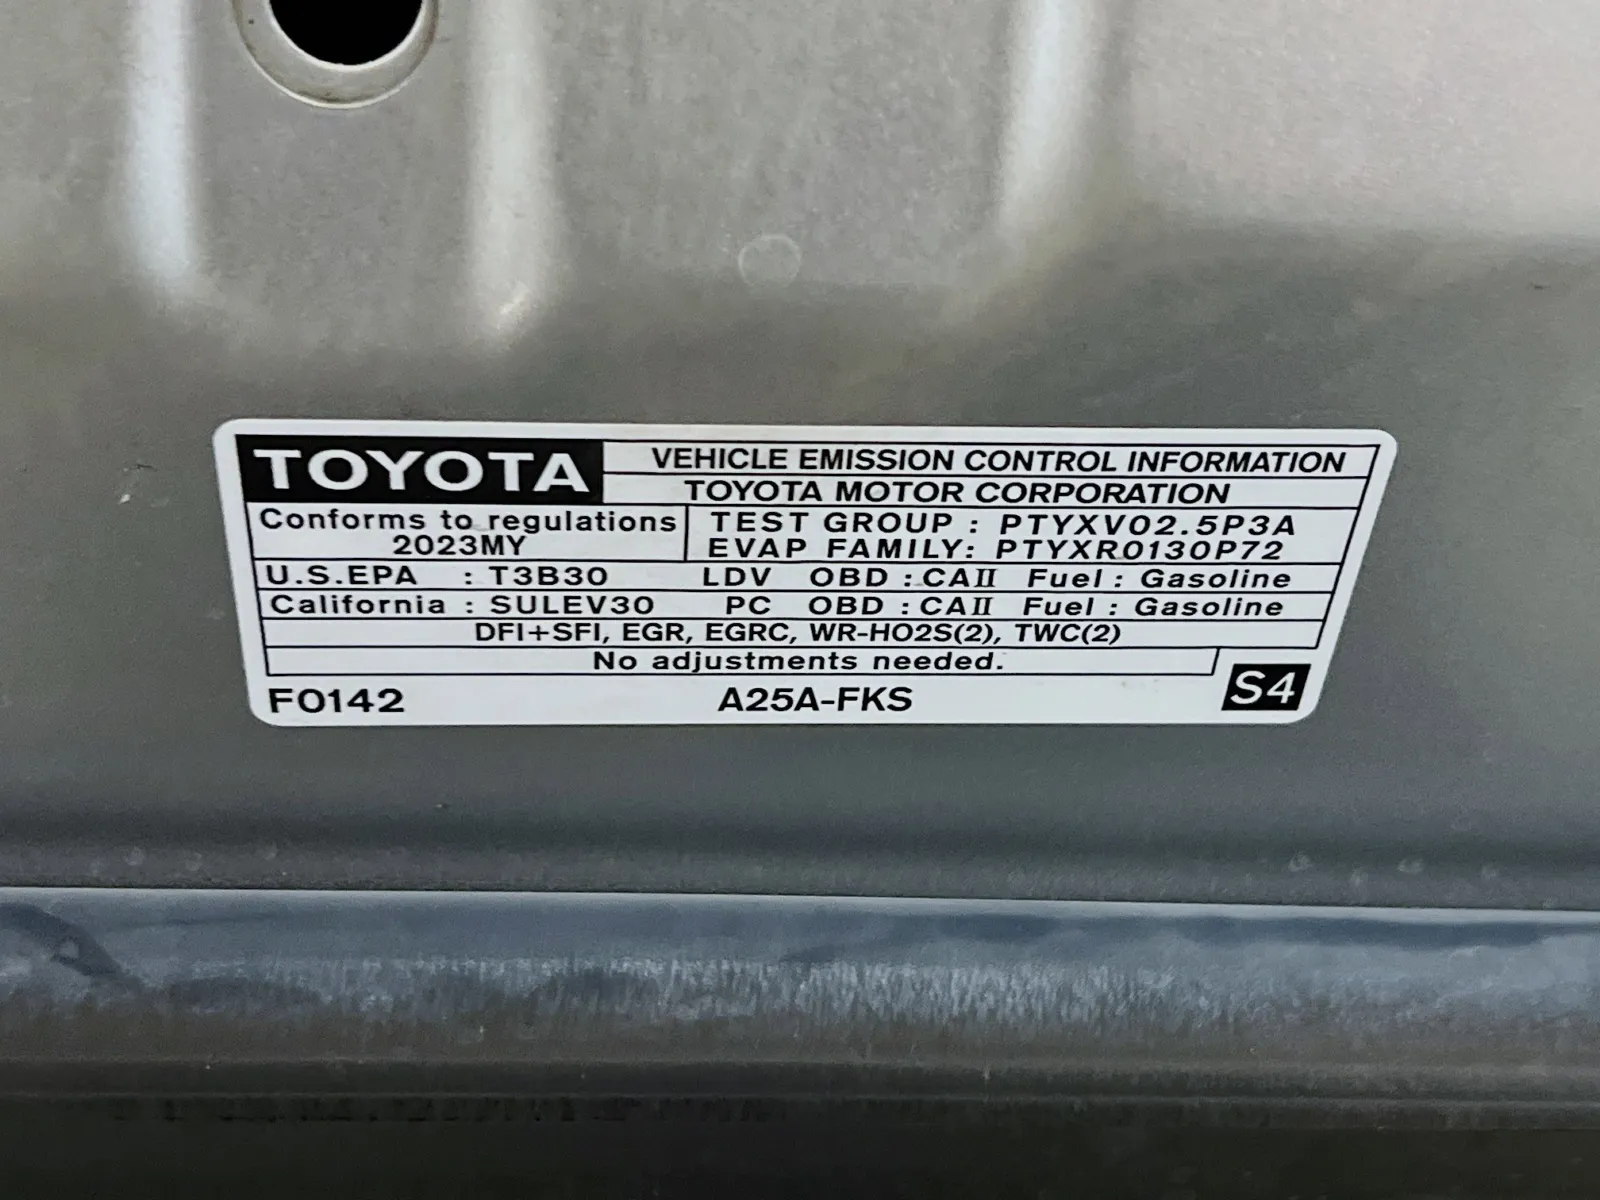 TOYOTA
VEHICLE EMISSION CONTROL INFORMATION
TOYOTA MOTOR CORPORATION
Conforms to regulations
2023MY
TEST GROUP : PTYXV02.5P3A
EVAP FAMILY: PTYXR0130P72
U.S.EPA : T3B30 LDV OBD : CAⅡ Fuel : Gasoline
California : SULEV30 PC OBD : CAⅡ Fuel : Gasoline
DFI+SFI, EGR, EGRC, WR-HO2S(2), TWC(2)
No adjustments needed.
F0142 A25A-FKS S4